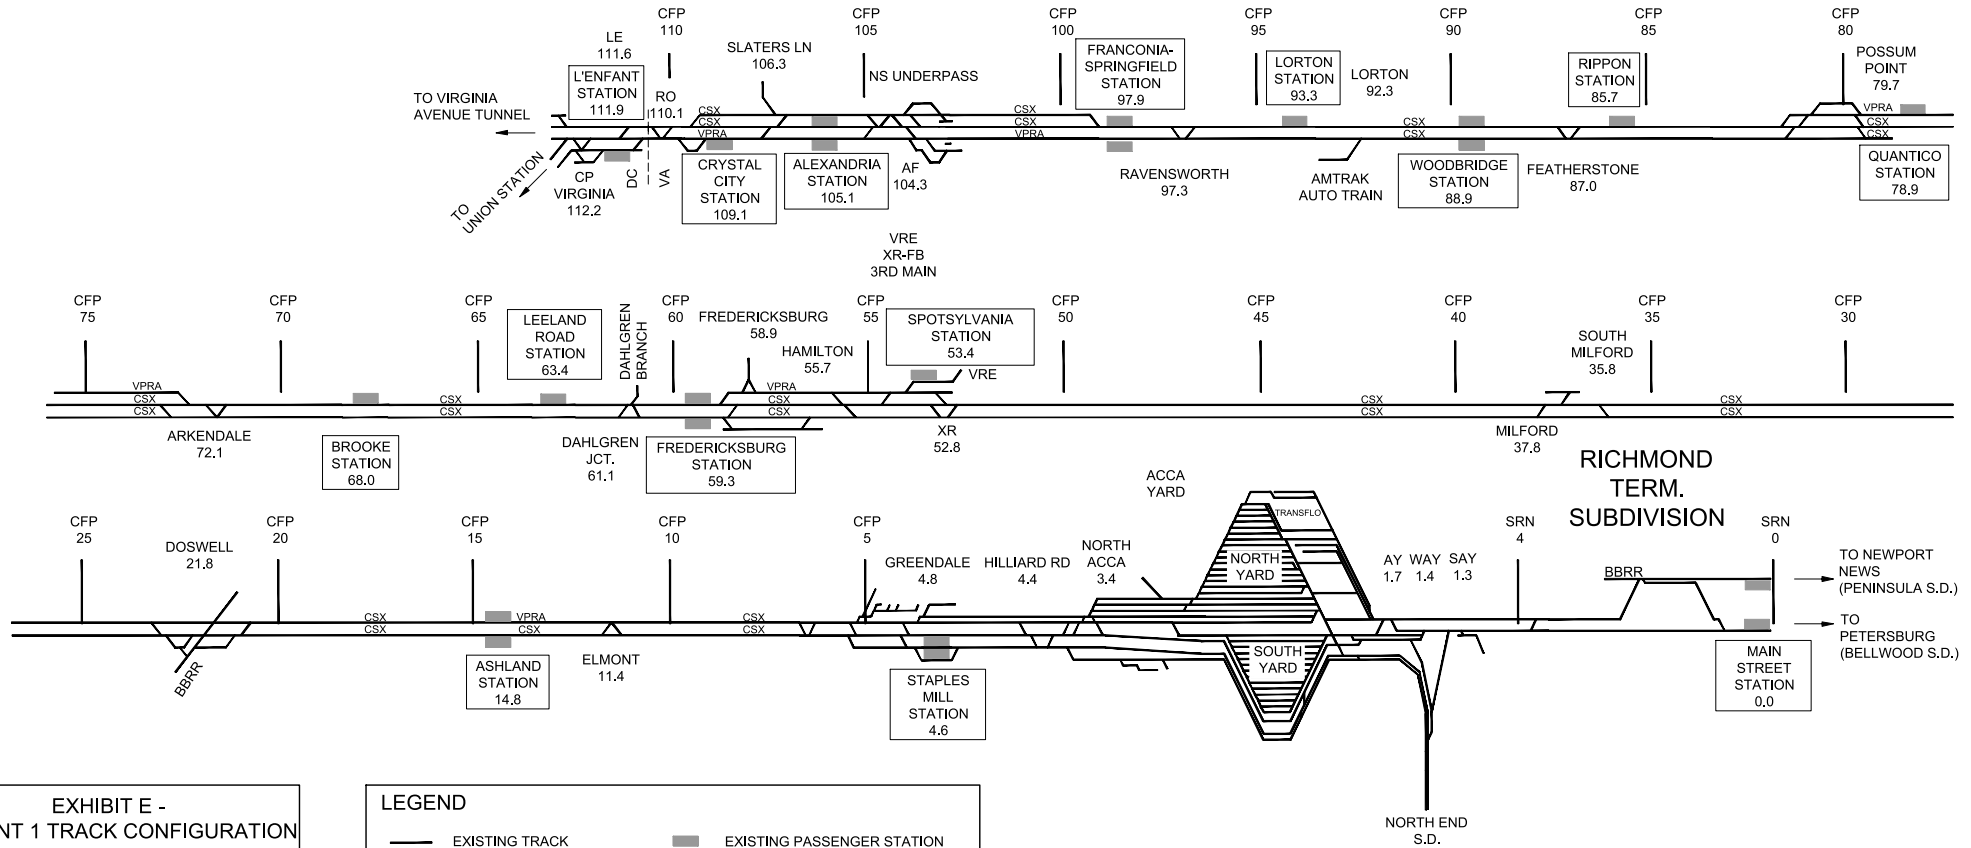 CFP
110
CFP
105
CFP
100
CFP
95
CFP
90
CFP
85
CFP
80
LE
111.6
L'ENFANT
STATION
111.9
RO
110.1
SLATERS LN
106.3
NS UNDERPASS
FRANCONIA-
SPRINGFIELD
STATION
97.9
LORTON
STATION
93.3
LORTON
92.3
RIPPON
STATION
85.7
POSSUM
POINT
79.7
TO VIRGINIA
AVENUE TUNNEL
CSX
CSX
VPRA
CSX
CSX
VPRA
CSX
CSX
VPRA
CSX
CSX
TO
UNION STATION
CP
VIRGINIA
112.2
DC
VA
CRYSTAL
CITY
STATION
109.1
ALEXANDRIA
STATION
105.1
AF
104.3
RAVENSWORTH
97.3
AMTRAK
AUTO TRAIN
WOODBRIDGE
STATION
88.9
FEATHERSTONE
87.0
QUANTICO
STATION
78.9
VRE
XR-FB
3RD MAIN
CFP
75
CFP
70
CFP
65
CFP
60
CFP
55
CFP
50
CFP
45
CFP
40
CFP
35
CFP
30
LEELAND
ROAD
STATION
63.4
DAHLGREN
BRANCH
FREDERICKSBURG
58.9
HAMILTON
55.7
SPOTSYLVANIA
STATION
53.4
VRE
SOUTH
MILFORD
35.8
VPRA
CSX
CSX
CSX
CSX
VPRA
CSX
CSX
CSX
CSX
CSX
CSX
CSX
ARKENDALE
72.1
BROOKE
STATION
68.0
DAHLGREN
JCT.
61.1
FREDERICKSBURG
STATION
59.3
XR
52.8
MILFORD
37.8
RICHMOND
TERM.
SUBDIVISION
CFP
25
CFP
20
CFP
15
CFP
10
CFP
5
DOSWELL
21.8
GREENDALE
4.8
HILLIARD RD
4.4
NORTH
ACCA
3.4
ACCA
YARD
TRANSFLO
NORTH
YARD
SOUTH
YARD
AY
1.7
WAY
1.4
SAY
1.3
SRN
4
SRN
0
BBRR
TO NEWPORT
NEWS
(PENINSULA S.D.)
TO
PETERSBURG
(BELLWOOD S.D.)
CSX
CSX
VPRA
CSX
CSX
CSX
BBRR
ASHLAND
STATION
14.8
ELMONT
11.4
STAPLES
MILL
STATION
4.6
MAIN
STREET
STATION
0.0
NORTH END
S.D.
EXHIBIT E -
NT 1 TRACK CONFIGURATION
LEGEND
EXISTING TRACK
EXISTING PASSENGER STATION